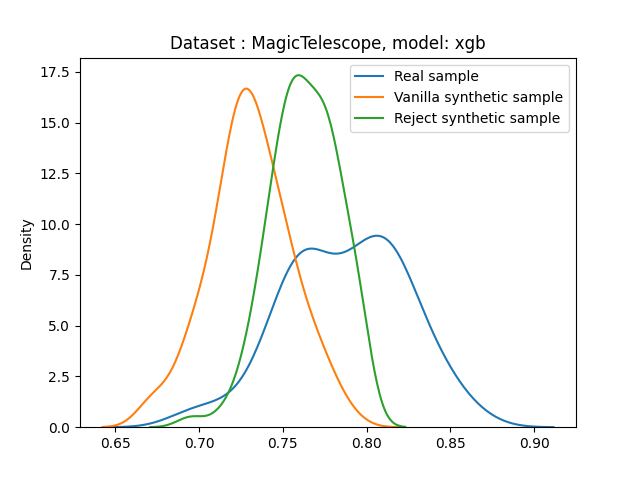 Dataset : MagicTelescope, model: xgb
Real sample
Vanilla synthetic sample
Reject synthetic sample
Density
17.5
15.0
12.5
10.0
7.5
5.0
2.5
0.0
0.65 0.70 0.75 0.80 0.85 0.90